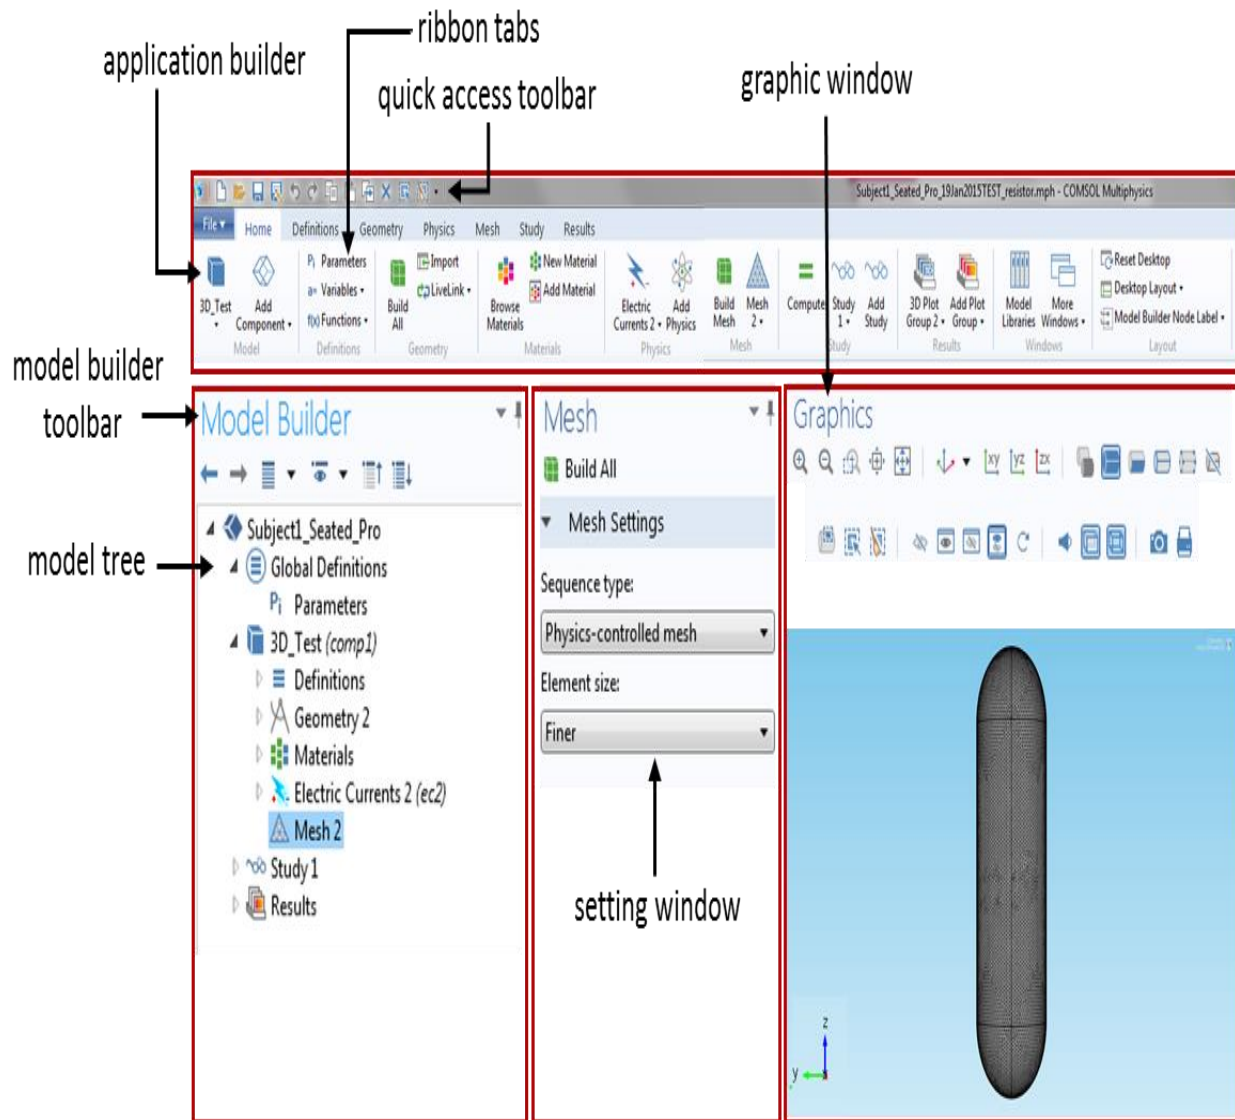 ribbon tabs
application builder
quick access toolbar
graphic window
Subject1_Seated_Pro_19Jan2015TEST_resistor.mph - COMSOL Multiphysics
File Home Definitions Geometry Physics Mesh Study Results
3D_Test
Add Component
Model
Pi Parameters
a= Variables
f(x) Functions
Definitions
Build All
Import
LiveLink
Geometry
Browse Materials
New Material
Add Material
Materials
Electric Currents 2
Add Physics
Physics
Build Mesh
Mesh 2
Mesh
Compute
Study 1
Add Study
Study
3D Plot Group 2
Add Plot Group
Results
Model Libraries
More Windows
Windows
Reset Desktop
Desktop Layout
Model Builder Node Label
Layout
model builder
toolbar
Model Builder
model tree
Subject1_Seated_Pro
Global Definitions
Pi Parameters
3D_Test (comp1)
Definitions
Geometry 2
Materials
Electric Currents 2 (ec2)
Mesh 2
Study 1
Results
Mesh
Build All
Mesh Settings
Sequence type:
Physics-controlled mesh
Element size:
Finer
setting window
Graphics
xy yz zx
z
y